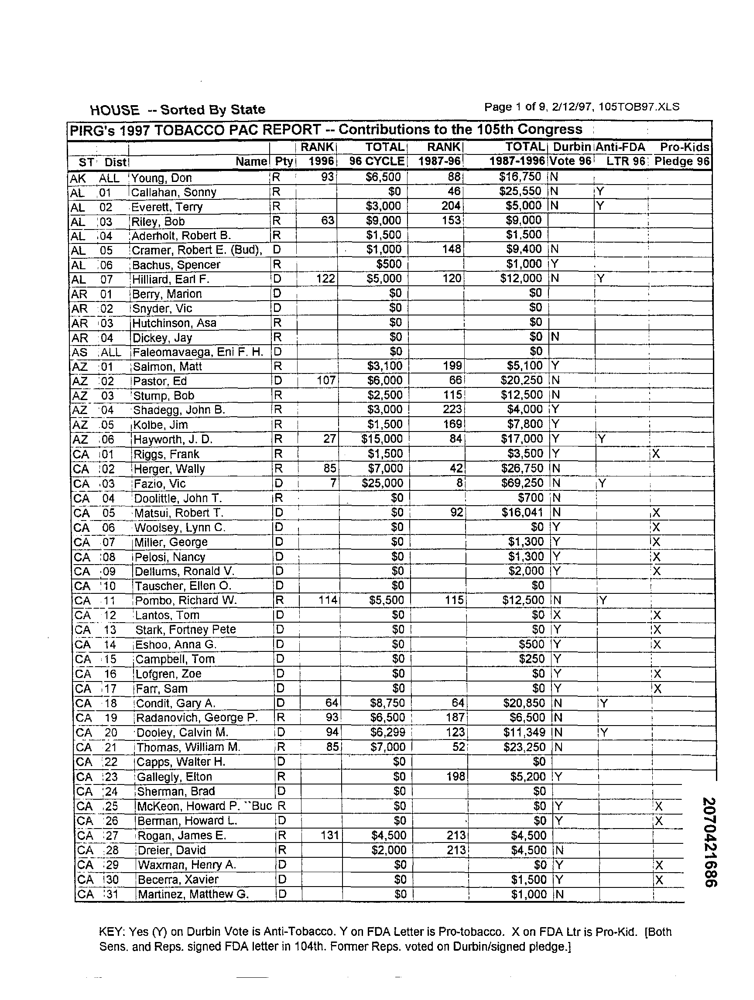 HOUSE -- Sorted By State Page 1 of 9, 2/12/97, 105TOB97.XLS
PIRG's 1997 TOBACCO PAC REPORT -- Contributions to the 105th Congress
RANK TOTAL RANK TOTAL Durbin Anti-FDA Pro-Kids
ST Dist Name Pty 1996 96 CYCLE 1987-96 1987-1996 Vote 96 LTR 96 Pledge 96
AK ALL Young, Don R 93 $6,500 88 $16,750 N
AL 01 Callahan, Sonny R $0 46 $25,550 N Y
AL 02 Everett, Terry R $3,000 204 $5,000 N Y
AL 03 Riley, Bob R 63 $9,000 153 $9,000
AL 04 Aderholt, Robert B. R $1,500 $1,500
AL 05 Cramer, Robert E. (Bud), D $1,000 148 $9,400 N
AL 06 Bachus, Spencer R $500 $1,000 Y
AL 07 Hilliard, Earl F. D 122 $5,000 120 $12,000 N Y
AR 01 Berry, Marion D $0 $0
AR 02 Snyder, Vic D $0 $0
AR 03 Hutchinson, Asa R $0 $0
AR 04 Dickey, Jay R $0 $0 N
AS ALL Faleomavaega, Eni F. H. D $0 $0
AZ 01 Salmon, Matt R $3,100 199 $5,100 Y
AZ 02 Pastor, Ed D 107 $6,000 66 $20,250 N
AZ 03 Stump, Bob R $2,500 115 $12,500 N
AZ 04 Shadegg, John B. R $3,000 223 $4,000 Y
AZ 05 Kolbe, Jim R $1,500 169 $7,800 Y
AZ 06 Hayworth, J. D. R 27 $15,000 84 $17,000 Y Y
CA 01 Riggs, Frank R $1,500 $3,500 Y X
CA 02 Herger, Wally R 85 $7,000 42 $26,750 N
CA 03 Fazio, Vic D 7 $25,000 8 $69,250 N Y
CA 04 Doolittle, John T. R $0 $700 N
CA 05 Matsui, Robert T. D $0 92 $16,041 N X
CA 06 Woolsey, Lynn C. D $0 $0 Y X
CA 07 Miller, George D $0 $1,300 Y X
CA 08 Pelosi, Nancy D $0 $1,300 Y X
CA 09 Dellums, Ronald V. D $0 $2,000 Y X
CA 10 Tauscher, Ellen O. D $0 $0
CA 11 Pombo, Richard W. R 114 $5,500 115 $12,500 N Y
CA 12 Lantos, Tom D $0 $0 X X
CA 13 Stark, Fortney Pete D $0 $0 Y X
CA 14 Eshoo, Anna G. D $0 $500 Y X
CA 15 Campbell, Tom D $0 $250 Y
CA 16 Lofgren, Zoe D $0 $0 Y X
CA 17 Farr, Sam D $0 $0 Y X
CA 18 Condit, Gary A. D 64 $8,750 64 $20,850 N Y
CA 19 Radanovich, George P. R 93 $6,500 187 $6,500 N
CA 20 Dooley, Calvin M. D 94 $6,299 123 $11,349 N Y
CA 21 Thomas, William M. R 85 $7,000 52 $23,250 N
CA 22 Capps, Walter H. D $0 $0
CA 23 Gallegly, Elton R $0 198 $5,200 Y
CA 24 Sherman, Brad D $0 $0
CA 25 McKeon, Howard P. ``Buc R $0 $0 Y X
CA 26 Berman, Howard L. D $0 $0 Y X
CA 27 Rogan, James E. R 131 $4,500 213 $4,500
CA 28 Dreier, David R $2,000 213 $4,500 N
CA 29 Waxman, Henry A. D $0 $0 Y X
CA 30 Becerra, Xavier D $0 $1,500 Y X
CA 31 Martinez, Matthew G. D $0 $1,000 N
2070421686
KEY: Yes (Y) on Durbin Vote is Anti-Tobacco. Y on FDA Letter is Pro-tobacco. X on FDA Ltr is Pro-Kid. [Both
Sens. and Reps. signed FDA letter in 104th. Former Reps. voted on Durbin/signed pledge.]